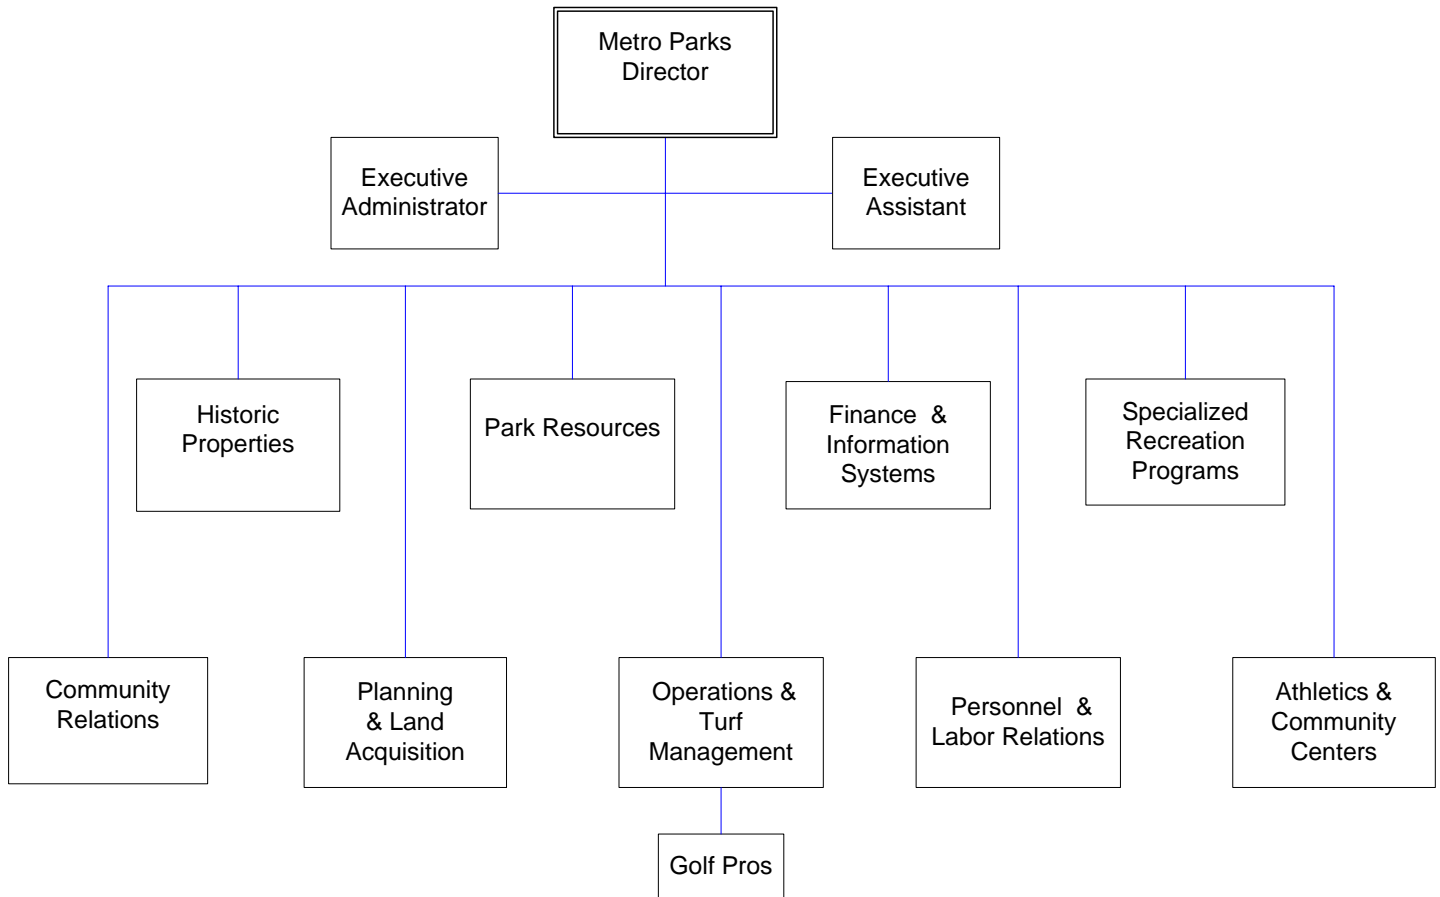 Metro Parks
Director
Executive
Administrator
Executive
Assistant
Historic
Properties
Park Resources
Finance & 
Information
Systems
Specialized
Recreation
Programs
Community
Relations
Planning
& Land
Acquisition
Operations &
Turf
Management
Personnel &
Labor Relations
Athletics &
Community
Centers
Golf Pros